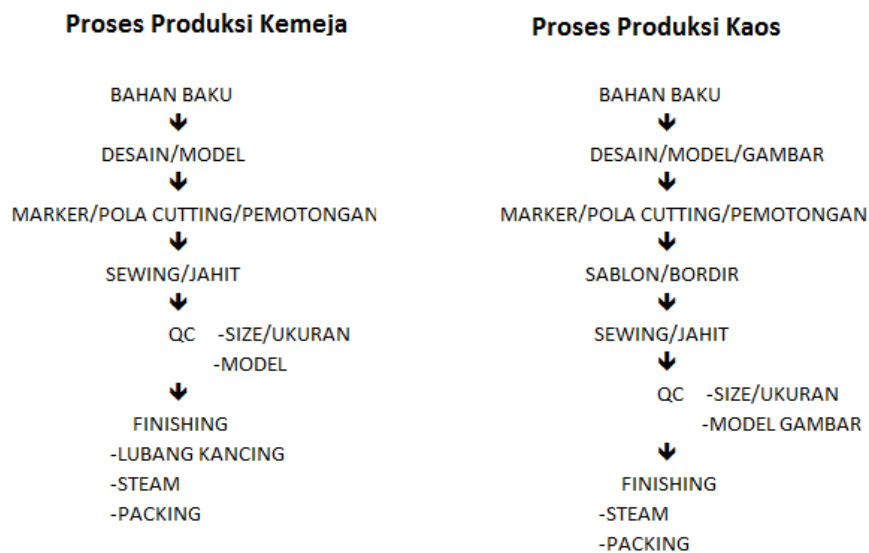 Proses Produksi Kemeja
BAHAN BAKU
DESAIN/MODEL
MARKER/POLA CUTTING/PEMOTONGAN
SEWING/JAHIT
QC -SIZE/UKURAN
-MODEL
FINISHING
-LUBANG KANCING
-STEAM
-PACKING
Proses Produksi Kaos
BAHAN BAKU
DESAIN/MODEL/GAMBAR
MARKER/POLA CUTTING/PEMOTONGAN
SABLON/BORDIR
SEWING/JAHIT
QC -SIZE/UKURAN
-MODEL GAMBAR
FINISHING
-STEAM
-PACKING